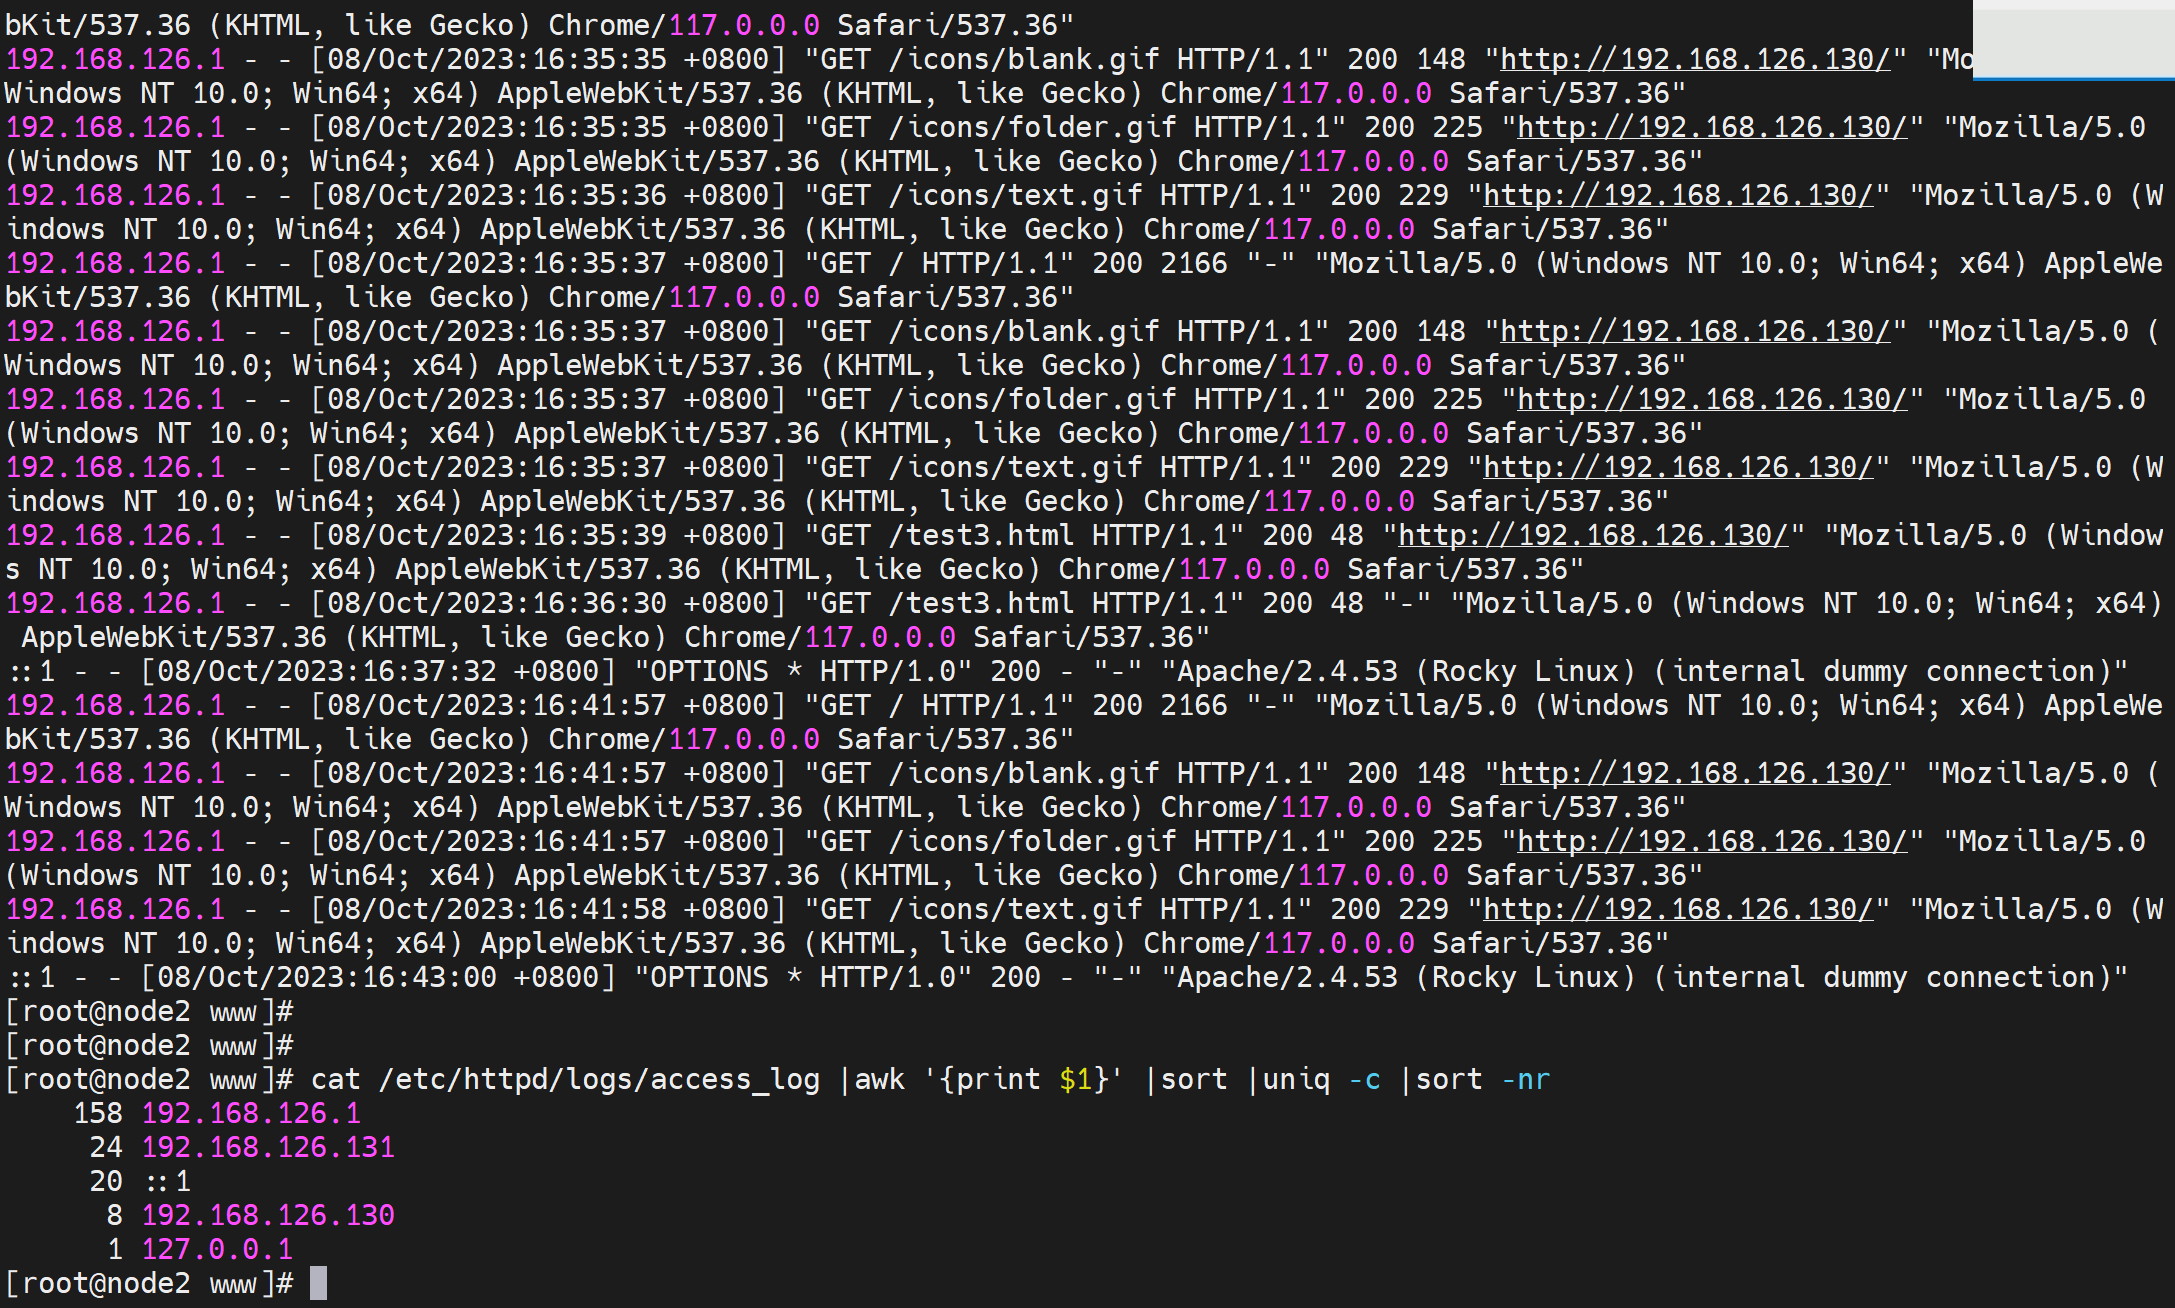 bKit/537.36 (KHTML, like Gecko) Chrome/117.0.0.0 Safari/537.36"
192.168.126.1 - - [08/Oct/2023:16:35:35 +0800] "GET /icons/blank.gif HTTP/1.1" 200 148 "http://192.168.126.130/" "Mo
Windows NT 10.0; Win64; x64) AppleWebKit/537.36 (KHTML, like Gecko) Chrome/117.0.0.0 Safari/537.36"
192.168.126.1 - - [08/Oct/2023:16:35:35 +0800] "GET /icons/folder.gif HTTP/1.1" 200 225 "http://192.168.126.130/" "Mozilla/5.0
(Windows NT 10.0; Win64; x64) AppleWebKit/537.36 (KHTML, like Gecko) Chrome/117.0.0.0 Safari/537.36"
192.168.126.1 - - [08/Oct/2023:16:35:36 +0800] "GET /icons/text.gif HTTP/1.1" 200 229 "http://192.168.126.130/" "Mozilla/5.0 (W
indows NT 10.0; Win64; x64) AppleWebKit/537.36 (KHTML, like Gecko) Chrome/117.0.0.0 Safari/537.36"
192.168.126.1 - - [08/Oct/2023:16:35:37 +0800] "GET / HTTP/1.1" 200 2166 "-" "Mozilla/5.0 (Windows NT 10.0; Win64; x64) AppleWe
bKit/537.36 (KHTML, like Gecko) Chrome/117.0.0.0 Safari/537.36"
192.168.126.1 - - [08/Oct/2023:16:35:37 +0800] "GET /icons/blank.gif HTTP/1.1" 200 148 "http://192.168.126.130/" "Mozilla/5.0 (
Windows NT 10.0; Win64; x64) AppleWebKit/537.36 (KHTML, like Gecko) Chrome/117.0.0.0 Safari/537.36"
192.168.126.1 - - [08/Oct/2023:16:35:37 +0800] "GET /icons/folder.gif HTTP/1.1" 200 225 "http://192.168.126.130/" "Mozilla/5.0
(Windows NT 10.0; Win64; x64) AppleWebKit/537.36 (KHTML, like Gecko) Chrome/117.0.0.0 Safari/537.36"
192.168.126.1 - - [08/Oct/2023:16:35:37 +0800] "GET /icons/text.gif HTTP/1.1" 200 229 "http://192.168.126.130/" "Mozilla/5.0 (W
indows NT 10.0; Win64; x64) AppleWebKit/537.36 (KHTML, like Gecko) Chrome/117.0.0.0 Safari/537.36"
192.168.126.1 - - [08/Oct/2023:16:35:39 +0800] "GET /test3.html HTTP/1.1" 200 48 "http://192.168.126.130/" "Mozilla/5.0 (Window
s NT 10.0; Win64; x64) AppleWebKit/537.36 (KHTML, like Gecko) Chrome/117.0.0.0 Safari/537.36"
192.168.126.1 - - [08/Oct/2023:16:36:30 +0800] "GET /test3.html HTTP/1.1" 200 48 "-" "Mozilla/5.0 (Windows NT 10.0; Win64; x64)
 AppleWebKit/537.36 (KHTML, like Gecko) Chrome/117.0.0.0 Safari/537.36"
::1 - - [08/Oct/2023:16:37:32 +0800] "OPTIONS * HTTP/1.0" 200 - "-" "Apache/2.4.53 (Rocky Linux) (internal dummy connection)"
192.168.126.1 - - [08/Oct/2023:16:41:57 +0800] "GET / HTTP/1.1" 200 2166 "-" "Mozilla/5.0 (Windows NT 10.0; Win64; x64) AppleWe
bKit/537.36 (KHTML, like Gecko) Chrome/117.0.0.0 Safari/537.36"
192.168.126.1 - - [08/Oct/2023:16:41:57 +0800] "GET /icons/blank.gif HTTP/1.1" 200 148 "http://192.168.126.130/" "Mozilla/5.0 (
Windows NT 10.0; Win64; x64) AppleWebKit/537.36 (KHTML, like Gecko) Chrome/117.0.0.0 Safari/537.36"
192.168.126.1 - - [08/Oct/2023:16:41:57 +0800] "GET /icons/folder.gif HTTP/1.1" 200 225 "http://192.168.126.130/" "Mozilla/5.0
(Windows NT 10.0; Win64; x64) AppleWebKit/537.36 (KHTML, like Gecko) Chrome/117.0.0.0 Safari/537.36"
192.168.126.1 - - [08/Oct/2023:16:41:58 +0800] "GET /icons/text.gif HTTP/1.1" 200 229 "http://192.168.126.130/" "Mozilla/5.0 (W
indows NT 10.0; Win64; x64) AppleWebKit/537.36 (KHTML, like Gecko) Chrome/117.0.0.0 Safari/537.36"
::1 - - [08/Oct/2023:16:43:00 +0800] "OPTIONS * HTTP/1.0" 200 - "-" "Apache/2.4.53 (Rocky Linux) (internal dummy connection)"
[root@node2 www]#
[root@node2 www]#
[root@node2 www]# cat /etc/httpd/logs/access_log |awk '{print $1}' |sort |uniq -c |sort -nr
    158 192.168.126.1
     24 192.168.126.131
     20 ::1
      8 192.168.126.130
      1 127.0.0.1
[root@node2 www]#